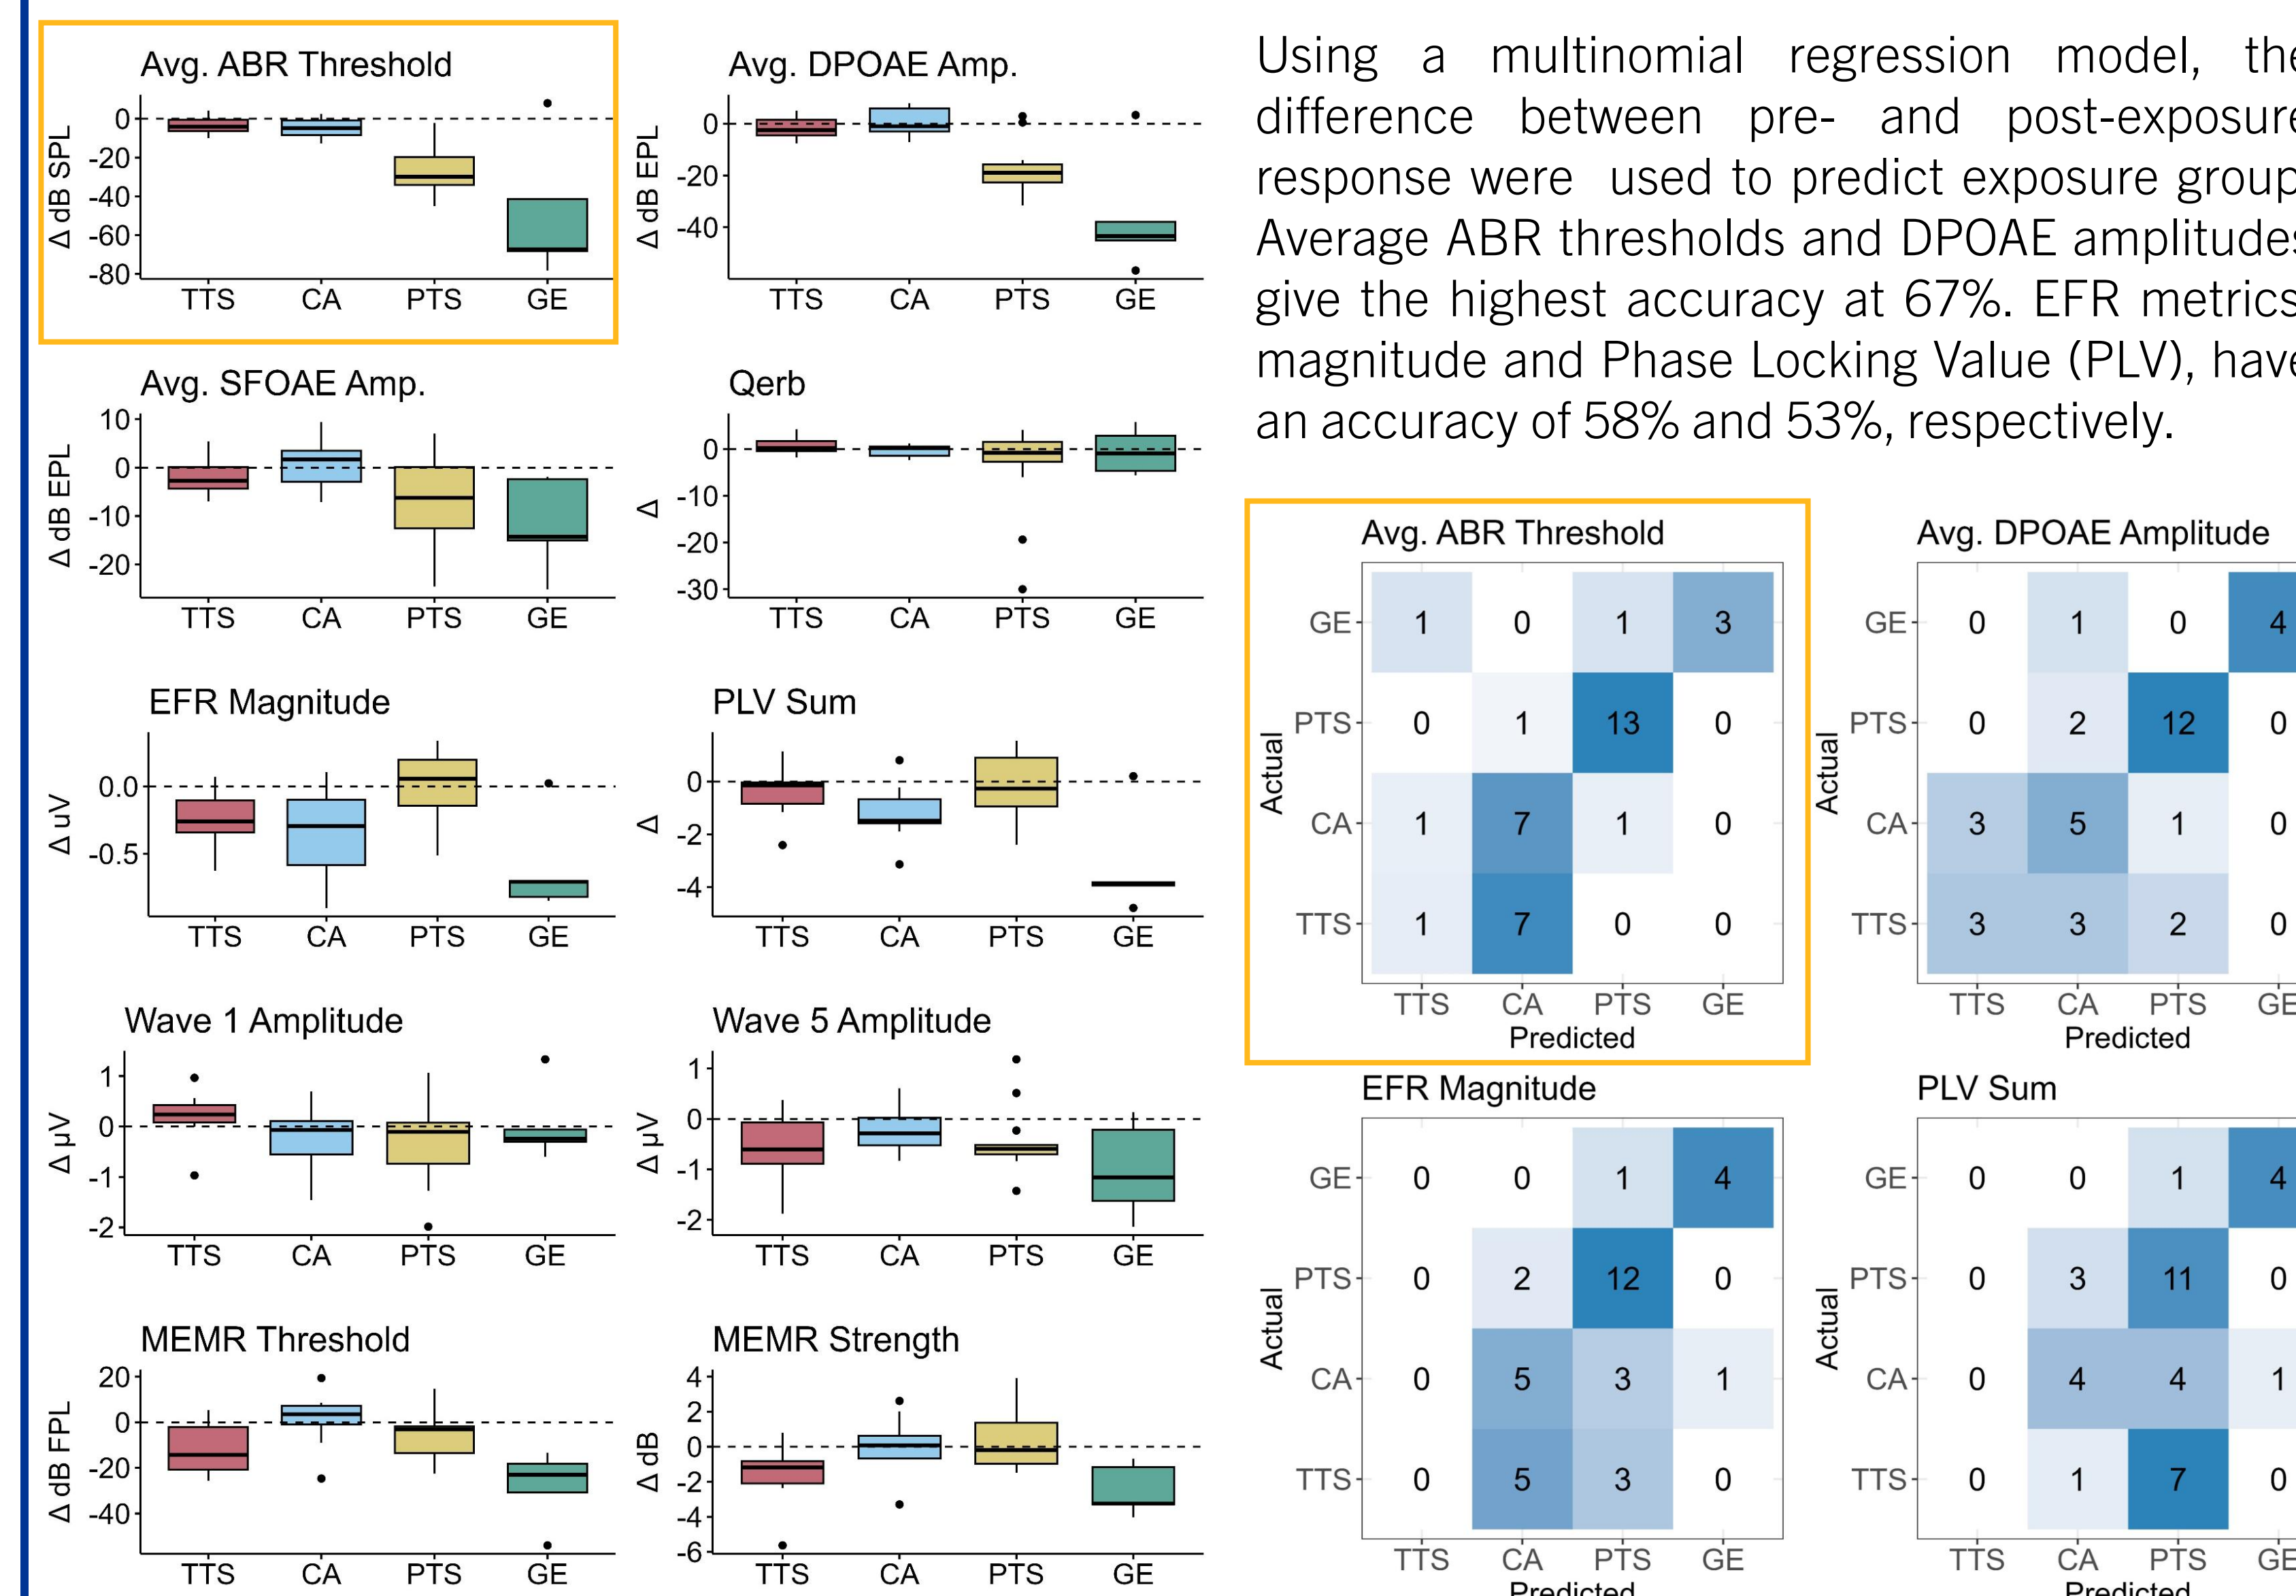 Using a multinomial regression model, the
difference between pre- and post-exposure
response were used to predict exposure group
Average ABR thresholds and DPOAE amplitudes
give the highest accuracy at 67%. EFR metrics
magnitude and Phase Locking Value (PLV), have
an accuracy of 58% and 53%, respectively.
Avg. ABR Threshold
Δ dB SPL
0
-20
-40
-60
-80
TTS CA PTS GE
Avg. DPOAE Amp.
Δ dB EPL
0
-20
-40
TTS CA PTS GE
Avg. SFOAE Amp.
Δ dB EPL
10
0
-10
-20
TTS CA PTS GE
Qerb
Δ
0
-10
-20
-30
TTS CA PTS GE
EFR Magnitude
Δ uV
0.0
-0.5
TTS CA PTS GE
PLV Sum
Δ
0
-2
-4
TTS CA PTS GE
Wave 1 Amplitude
Δ µV
1
0
-1
-2
TTS CA PTS GE
Wave 5 Amplitude
Δ µV
1
0
-1
-2
TTS CA PTS GE
MEMR Threshold
Δ dB FPL
20
0
-20
-40
TTS CA PTS GE
MEMR Strength
Δ dB
4
2
0
-2
-4
-6
TTS CA PTS GE
Avg. ABR Threshold
Actual
GE 1 0 1 3
PTS 0 1 13 0
CA 1 7 1 0
TTS 1 7 0 0
TTS CA PTS GE
Predicted
Avg. DPOAE Amplitude
Actual
GE 0 1 0 4
PTS 0 2 12 0
CA 3 5 1 0
TTS 3 3 2 0
TTS CA PTS GE
Predicted
EFR Magnitude
Actual
GE 0 0 1 4
PTS 0 2 12 0
CA 0 5 3 1
TTS 0 5 3 0
TTS CA PTS GE
Predicted
PLV Sum
Actual
GE 0 0 1 4
PTS 0 3 11 0
CA 0 4 4 1
TTS 0 1 7 0
TTS CA PTS GE
Predicted